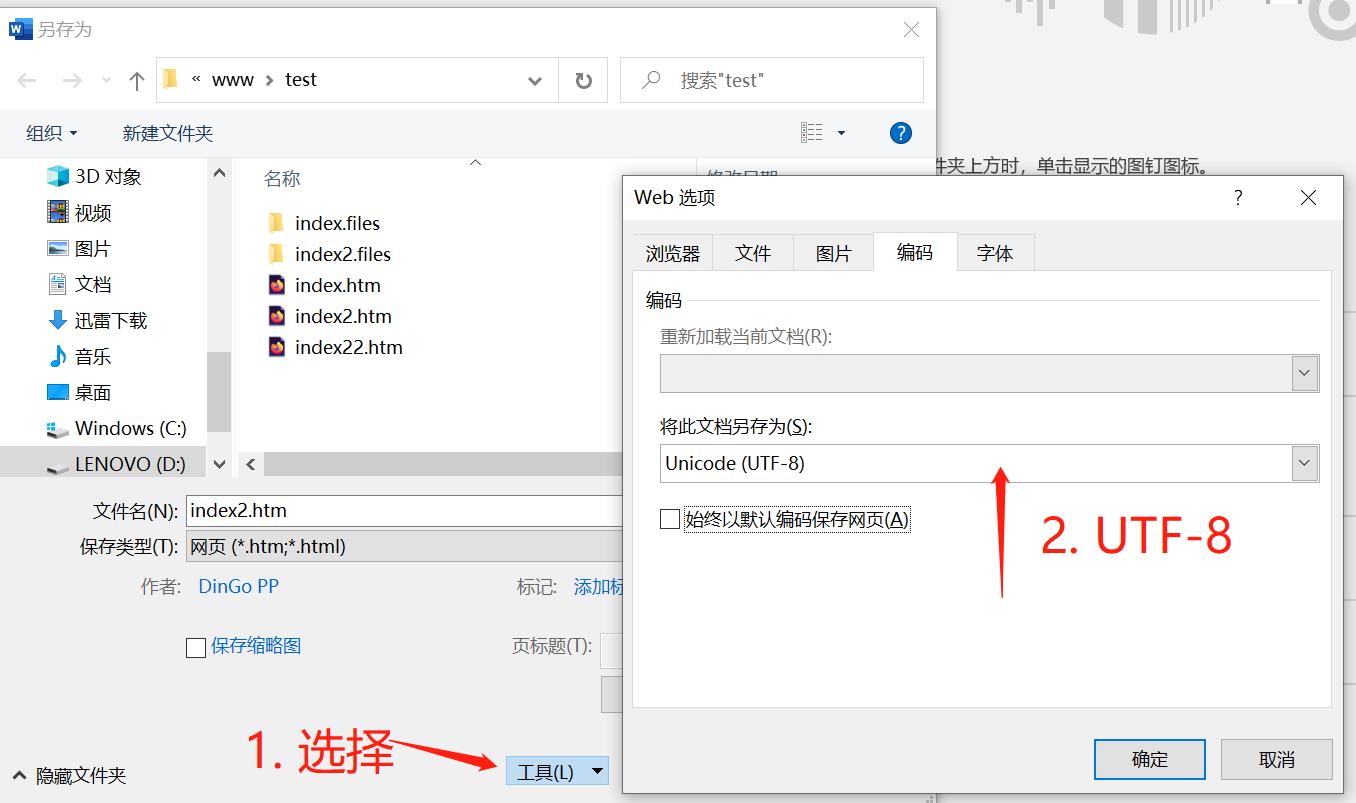 另存为
« www > test
搜索"test"
组织
新建文件夹
?
件夹上方时，单击显示的图钉图标。
3D 对象
视频
图片
文档
迅雷下载
音乐
桌面
Windows (C:)
LENOVO (D:)
名称
修改日期
index.files
index2.files
index.htm
index2.htm
index22.htm
文件名(N):
index2.htm
保存类型(T):
网页 (*.htm;*.html)
作者:
DinGo PP
标记:
添加标
保存缩略图
页标题(T):
1. 选择
工具(L)
隐藏文件夹
Web 选项
?
浏览器
文件
图片
编码
字体
编码
重新加载当前文档(R):
将此文档另存为(S):
Unicode (UTF-8)
始终以默认编码保存网页(A)
2. UTF-8
确定
取消